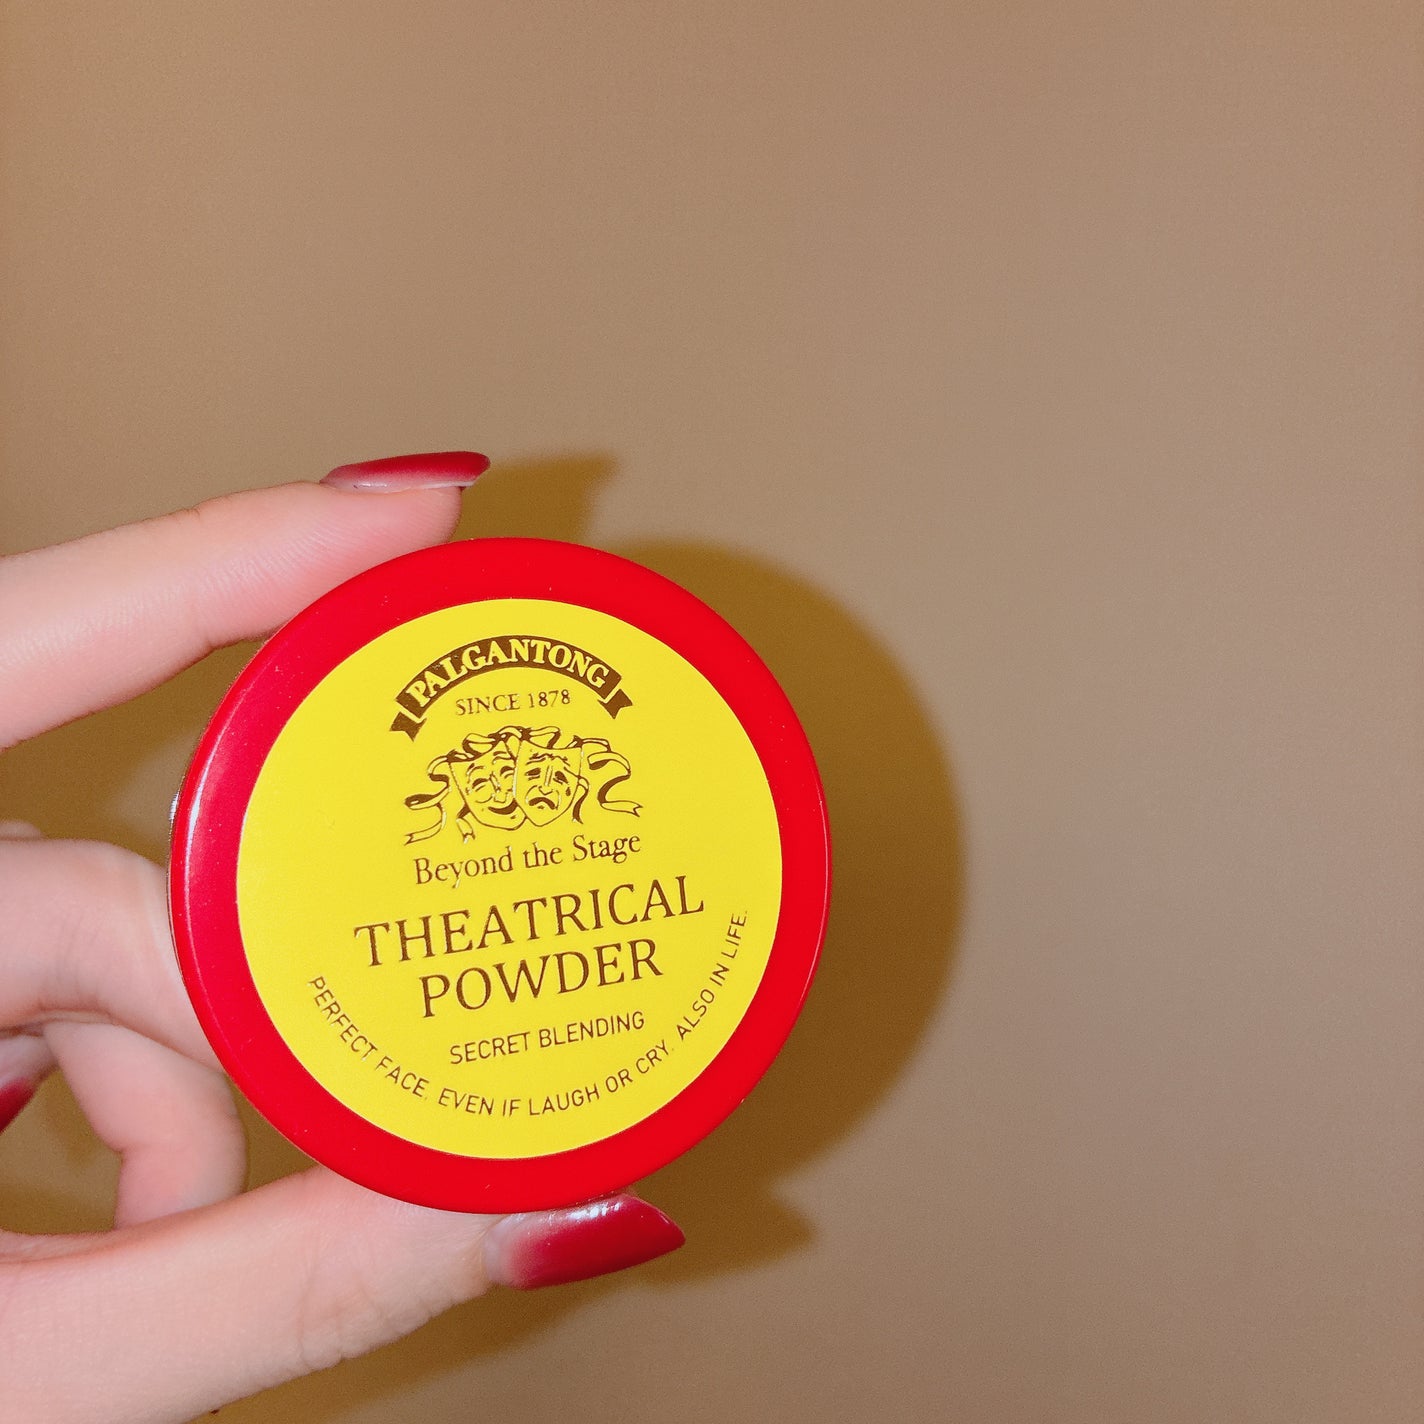 PALGANTONG
SINCE 1878
Beyond the Stage
THEATRICAL
POWDER
SECRET BLENDING
PERFECT FACE, EVEN IF LAUGH OR CRY. ALSO IN LIFE.